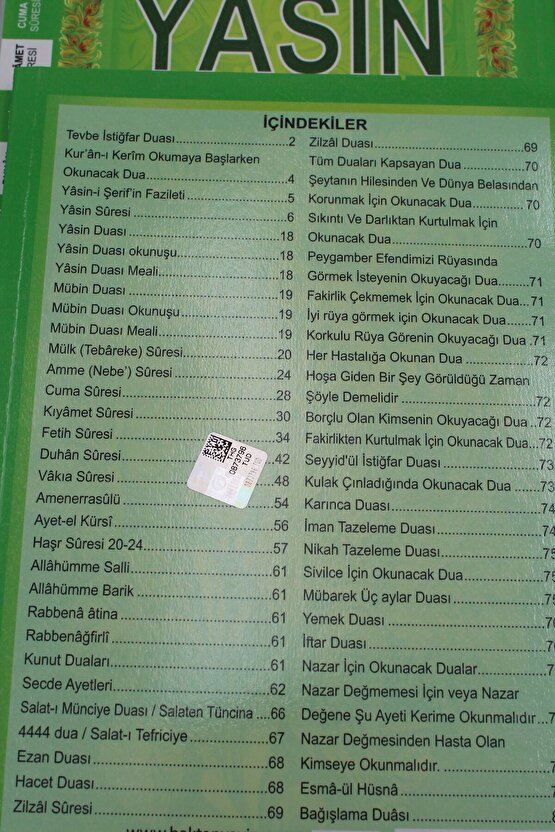 CUMA
SÛRESİ
YASİN
İÇİNDEKİLER
Tevbe İstiğfar Duası 2
Kur'ân-ı Kerîm Okumaya Başlarken
Okunacak Dua 4
Yâsin-i Şerif'in Fazileti 5
Yâsin Sûresi 6
Yâsin Duası 18
Yâsin Duası okunuşu 18
Yâsin Duası Meali 18
Mübin Duası 19
Mübin Duası Okunuşu 19
Mübin Duası Meali 19
Mülk (Tebâreke) Sûresi 20
Amme (Nebe') Sûresi 24
Cuma Sûresi 28
Kıyâmet Sûresi 30
Fetih Sûresi 34
Duhân Sûresi 42
Vâkıa Sûresi 48
Amenerrasûlü 54
Ayet-el Kürsî 56
Haşr Sûresi 20-24 57
Allâhümme Salli 61
Allâhümme Barik 61
Rabbenâ âtina 61
Rabbenâğfirlî 61
Kunut Duaları 61
Secde Ayetleri 62
Salat-ı Münciye Duası / Salaten Tüncina 66
4444 dua / Salat-ı Tefriciye 67
Ezan Duası 68
Hacet Duası 68
Zilzâl Sûresi 69
Zilzâl Duası 69
Tüm Duaları Kapsayan Dua 70
Şeytanın Hilesinden Ve Dünya Belasından
Korunmak İçin Okunacak Dua 70
Sıkıntı Ve Darlıktan Kurtulmak İçin
Okunacak Dua 70
Peygamber Efendimizi Rüyasında
Görmek İsteyenin Okuyacağı Dua 71
Fakirlik Çekmemek İçin Okunacak Dua 71
İyi rüya görmek için Okunacak Dua 71
Korkulu Rüya Görenin Okuyacağı Dua 71
Her Hastalığa Okunan Dua 72
Hoşa Giden Bir Şey Görüldüğü Zaman
Şöyle Demelidir 72
Borçlu Olan Kimsenin Okuyacağı Dua 72
Fakirlikten Kurtulmak İçin Okunacak Dua 72
Seyyid'ül İstiğfar Duası 73
Kulak Çınladığında Okunacak Dua 73
Karınca Duası 74
İman Tazeleme Duası 74
Nikah Tazeleme Duası
Sivilce İçin Okunacak Dua
Mübarek Üç aylar Duası
Yemek Duası
İftar Duası
Nazar İçin Okunacak Dualar
Nazar Değmemesi İçin veya Nazar
Değene Şu Ayeti Kerime Okunmalıdır
Nazar Değmesinden Hasta Olan
Kimseye Okunmalıdır.
Esmâ-ül Hüsnâ
Bağışlama Duâsı
THG
0873796
TUO